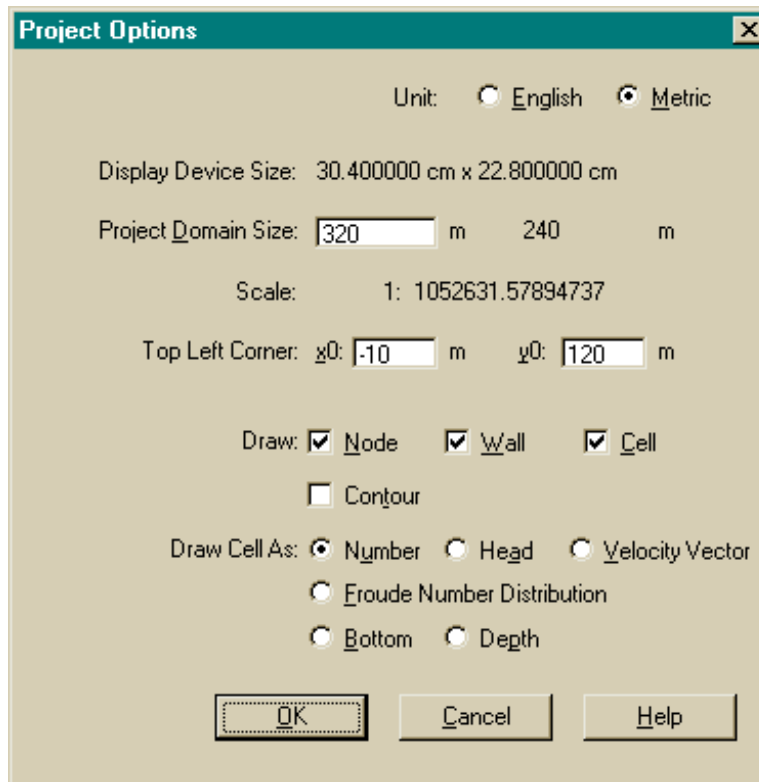 Project Options
Unit: English Metric
Display Device Size: 30.400000 cm x 22.800000 cm
Project Domain Size: 320 m 240 m
Scale: 1: 1052631.57894737
Top Left Corner: x0: -10 m y0: 120 m
Draw: Node Wall Cell
Contour
Draw Cell As: Number Head Velocity Vector
Froude Number Distribution
Bottom Depth
OK Cancel Help